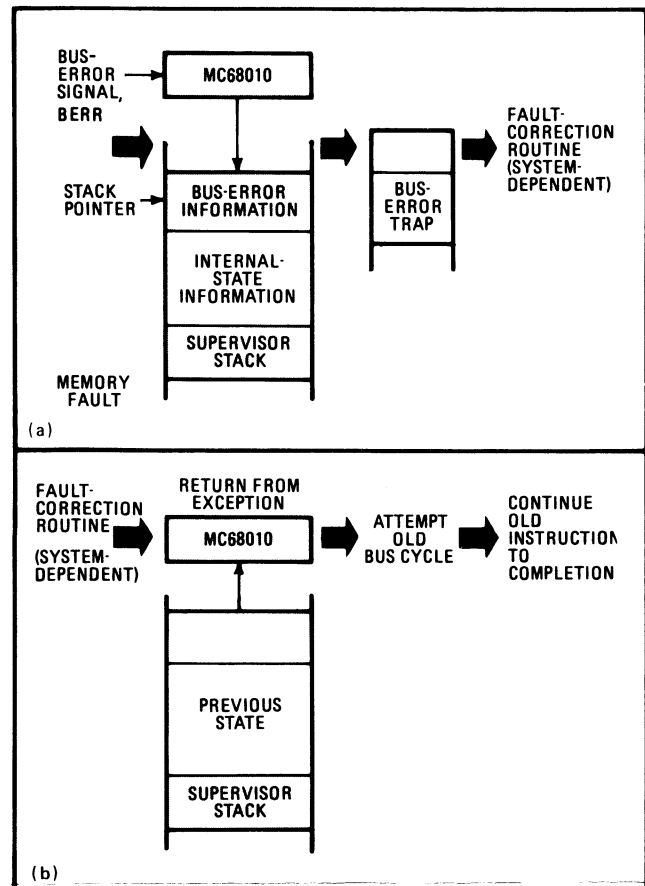 BUS-
ERROR
SIGNAL,
BERR
MC68010
STACK
POINTER
BUS-ERROR
INFORMATION
INTERNAL-
STATE
INFORMATION
SUPERVISOR
STACK
MEMORY
FAULT
BUS-
ERROR
TRAP
FAULT-
CORRECTION
ROUTINE
(SYSTEM-
DEPENDENT)
(a)
FAULT-
CORRECTION
ROUTINE
(SYSTEM-
DEPENDENT)
RETURN FROM
EXCEPTION
MC68010
PREVIOUS
STATE
SUPERVISOR
STACK
ATTEMPT
OLD
BUS CYCLE
CONTINUE
OLD
INSTRUCTION
TO
COMPLETION
(b)